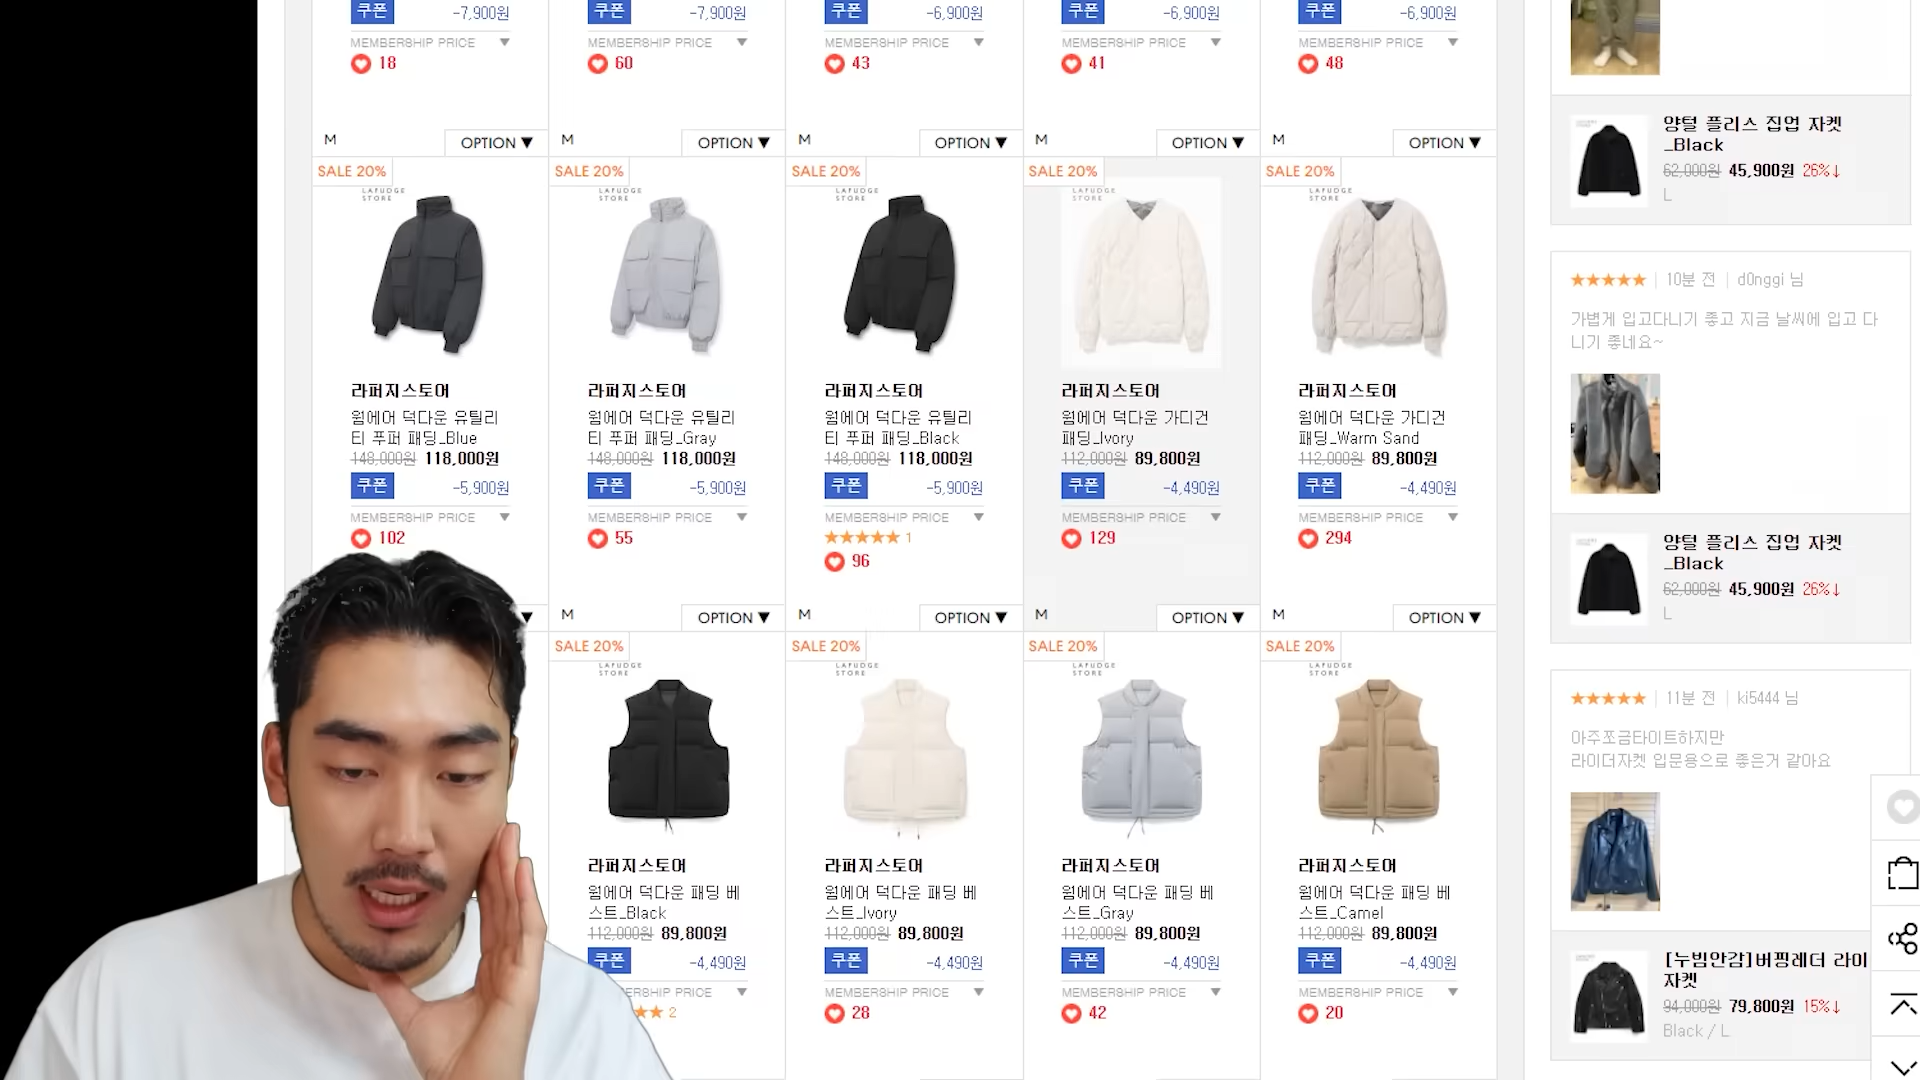 쿠폰 -7,900원
MEMBERSHIP PRICE ▼
18
쿠폰 -7,900원
MEMBERSHIP PRICE ▼
60
쿠폰 -6,900원
MEMBERSHIP PRICE ▼
43
쿠폰 -6,900원
MEMBERSHIP PRICE ▼
41
쿠폰 -6,900원
MEMBERSHIP PRICE ▼
48
M OPTION ▼
SALE 20%
LAFUDGE
STORE
라퍼지스토어
웜에어 덕다운 유틸리
티 푸퍼 패딩_Blue
148,000원 118,000원
쿠폰 -5,900원
MEMBERSHIP PRICE ▼
102
M OPTION ▼
SALE 20%
LAFUDGE
STORE
라퍼지스토어
웜에어 덕다운 유틸리
티 푸퍼 패딩_Gray
148,000원 118,000원
쿠폰 -5,900원
MEMBERSHIP PRICE ▼
55
M OPTION ▼
SALE 20%
LAFUDGE
STORE
라퍼지스토어
웜에어 덕다운 유틸리
티 푸퍼 패딩_Black
148,000원 118,000원
쿠폰 -5,900원
MEMBERSHIP PRICE ▼
★★★★★ 1
96
M OPTION ▼
SALE 20%
LAFUDGE
STORE
라퍼지스토어
웜에어 덕다운 가디건
패딩_Ivory
112,000원 89,800원
쿠폰 -4,490원
MEMBERSHIP PRICE ▼
129
M OPTION ▼
SALE 20%
LAFUDGE
STORE
라퍼지스토어
웜에어 덕다운 가디건
패딩_Warm Sand
112,000원 89,800원
쿠폰 -4,490원
MEMBERSHIP PRICE ▼
294
▼
M OPTION ▼
SALE 20%
LAFUDGE
STORE
라퍼지스토어
웜에어 덕다운 패딩 베
스트_Black
112,000원 89,800원
쿠폰 -4,490원
MEMBERSHIP PRICE ▼
★★ 2
M OPTION ▼
SALE 20%
LAFUDGE
STORE
라퍼지스토어
웜에어 덕다운 패딩 베
스트_Ivory
112,000원 89,800원
쿠폰 -4,490원
MEMBERSHIP PRICE ▼
28
M OPTION ▼
SALE 20%
LAFUDGE
STORE
라퍼지스토어
웜에어 덕다운 패딩 베
스트_Gray
112,000원 89,800원
쿠폰 -4,490원
MEMBERSHIP PRICE ▼
42
M OPTION ▼
SALE 20%
LAFUDGE
STORE
라퍼지스토어
웜에어 덕다운 패딩 베
스트_Camel
112,000원 89,800원
쿠폰 -4,490원
MEMBERSHIP PRICE ▼
20
양털 플리스 집업 자켓
_Black
62,000원 45,900원 26%↓
L
★★★★★ | 10분 전 | d0nggi 님
가볍게 입고다니기 좋고 지금 날씨에 입고 다
니기 좋네요~
양털 플리스 집업 자켓
_Black
62,000원 45,900원 26%↓
L
★★★★★ | 11분 전 | ki5444 님
아주쪼금타이트하지만
라이더자켓 입문용으로 좋은거 같아요
[누빔안감]버핑레더 라이
자켓
94,000원 79,800원 15%↓
Black / L